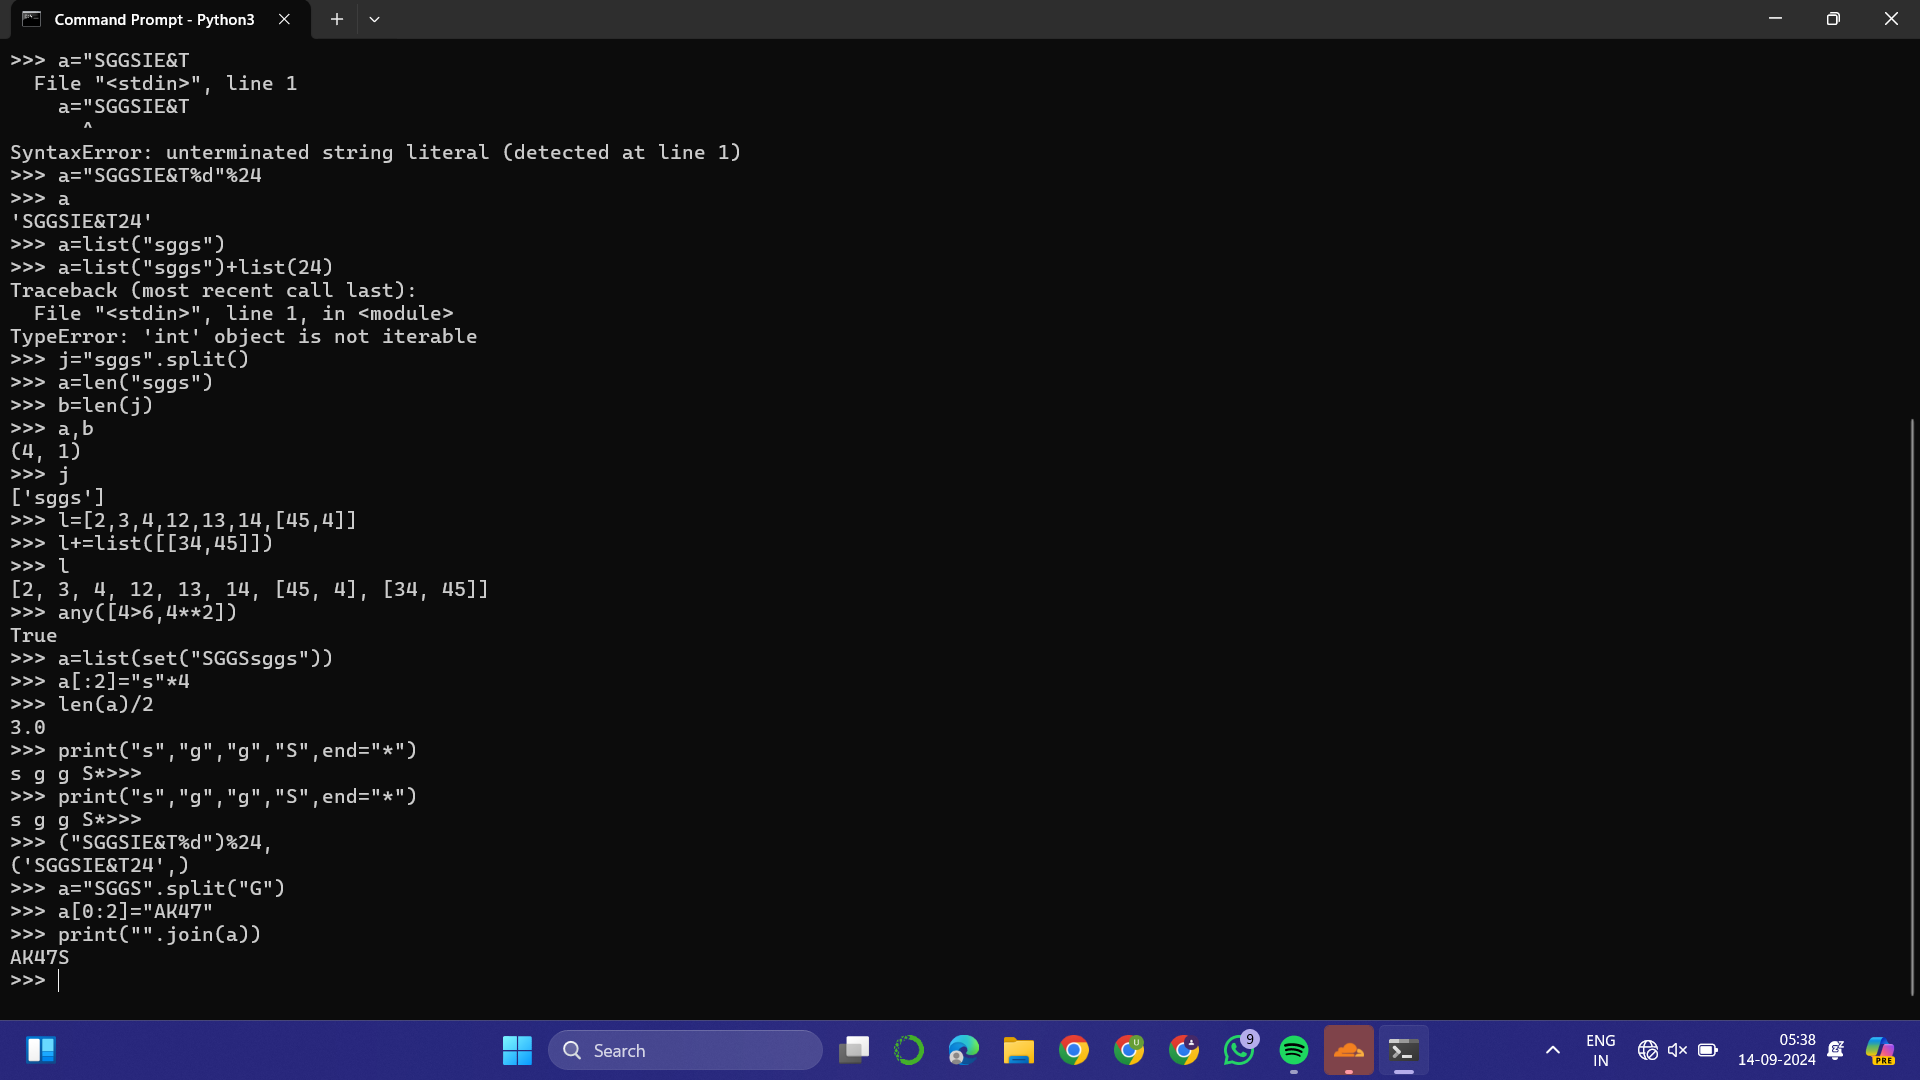 Command Prompt - Python3
>>> a="SGGSIE&T
  File "<stdin>", line 1
    a="SGGSIE&T
      ^
SyntaxError: unterminated string literal (detected at line 1)
>>> a="SGGSIE&T%d"%24
>>> a
'SGGSIE&T24'
>>> a=list("sggs")
>>> a=list("sggs")+list(24)
Traceback (most recent call last):
  File "<stdin>", line 1, in <module>
TypeError: 'int' object is not iterable
>>> j="sggs".split()
>>> a=len("sggs")
>>> b=len(j)
>>> a,b
(4, 1)
>>> j
['sggs']
>>> l=[2,3,4,12,13,14,[45,4]]
>>> l+=list([[34,45]])
>>> l
[2, 3, 4, 12, 13, 14, [45, 4], [34, 45]]
>>> any([4>6,4**2])
True
>>> a=list(set("SGGSsggs"))
>>> a[:2]="s"*4
>>> len(a)/2
3.0
>>> print("s","g","g","S",end="*")
s g g S*>>>
>>> print("s","g","g","S",end="*")
s g g S*>>>
>>> ("SGGSIE&T%d")%24,
('SGGSIE&T24',)
>>> a="SGGS".split("G")
>>> a[0:2]="AK47"
>>> print("".join(a))
AK47S
>>>
Search
U
9
ENG
IN
05:38
14-09-2024
PRE